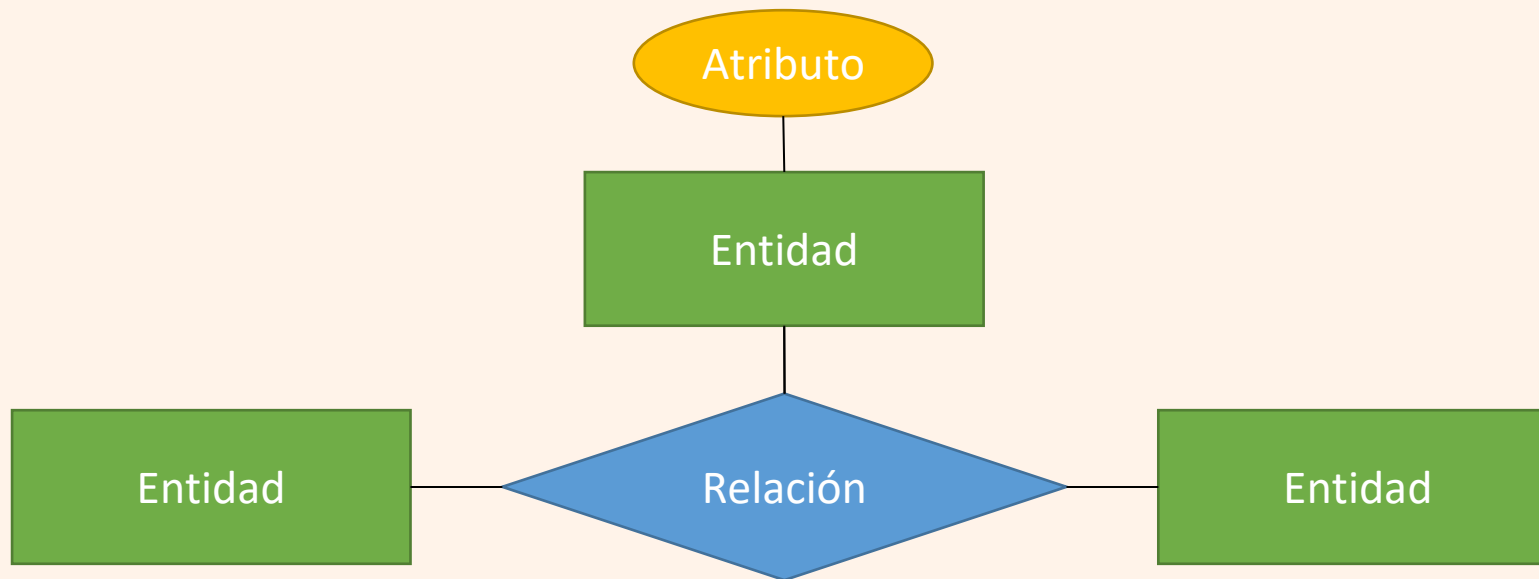 Atributo
Entidad
Entidad
Relación
Entidad